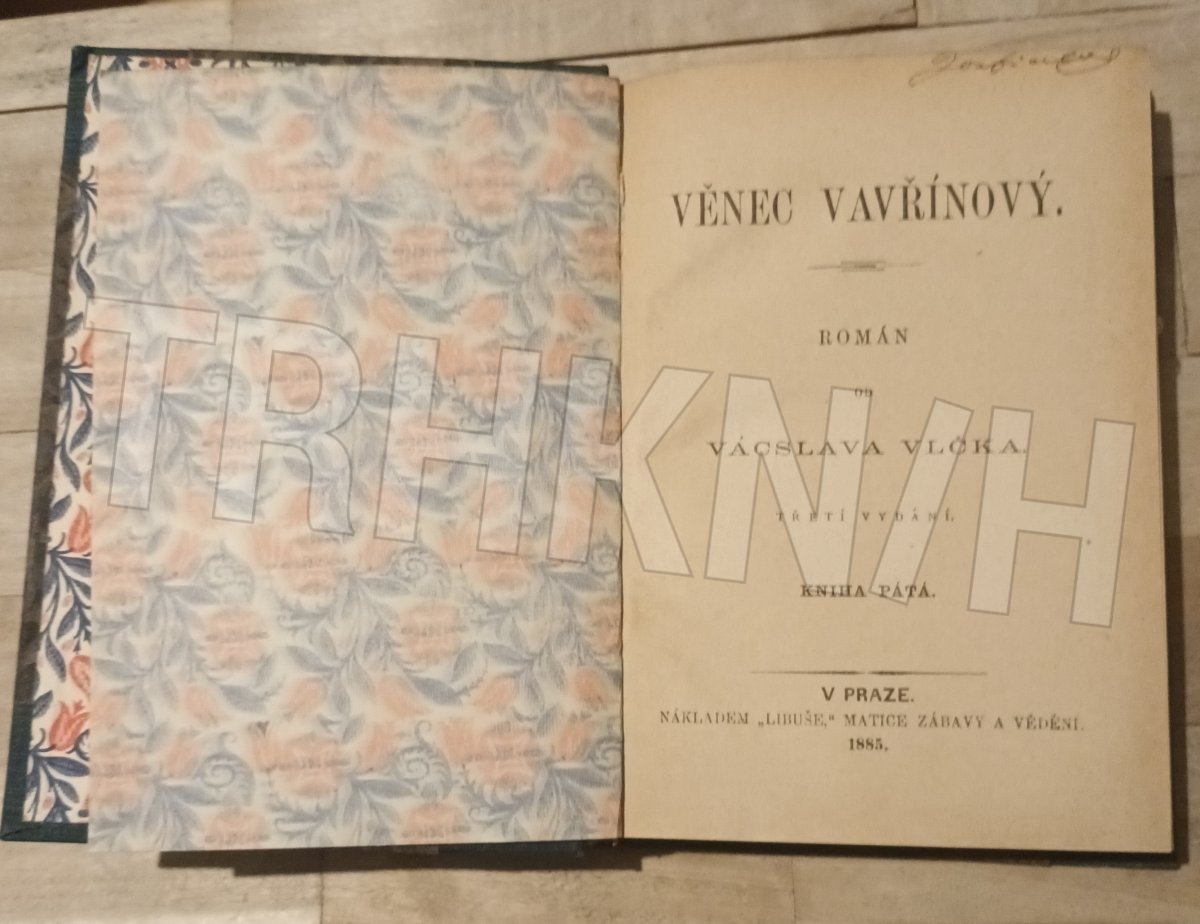 VĚNEC VAVŘÍNOVÝ.
ROMÁN
OD
VÁCSLAVA VLČKA.
TŘETÍ VYDÁNÍ.
KNIHA PÁTÁ.
V PRAZE.
NÁKLADEM „LIBUŠE,“ MATICE ZÁBAVY A VĚDĚNÍ.
1885.
TRHKNIH